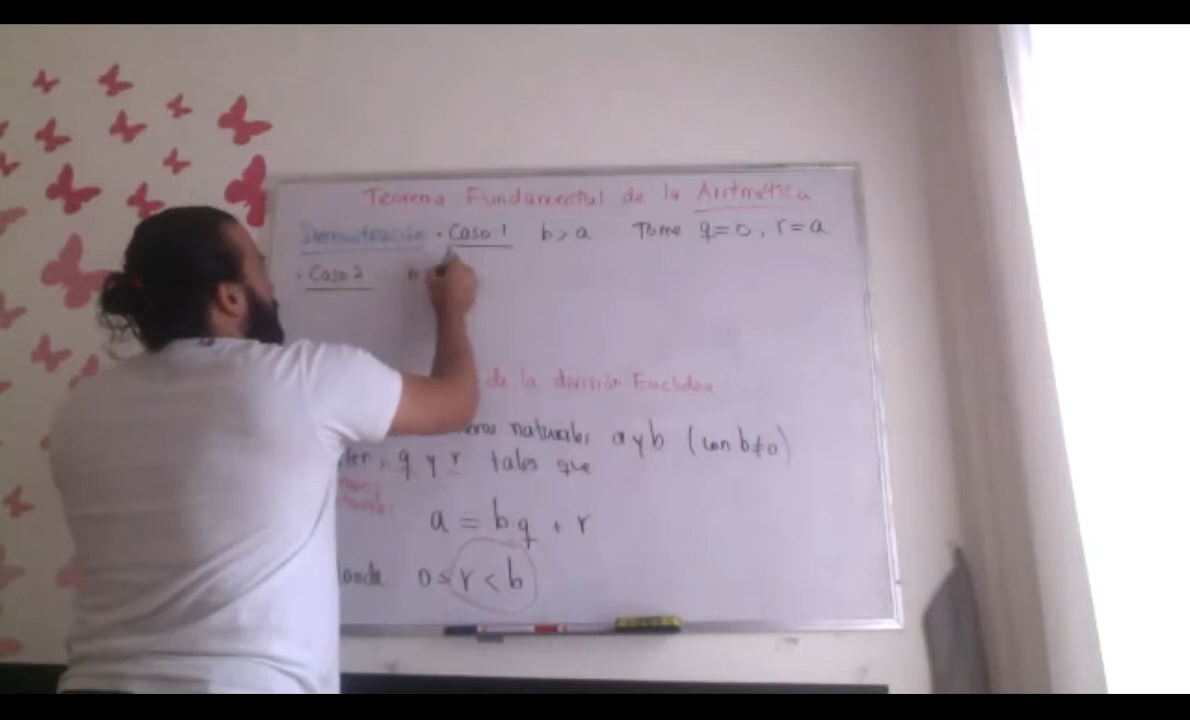 Teorema Fundamental de la Aritmética
Demostración · Caso 1 b > a Tome q=0, r=a
· Caso 2 b
de la división Euclidea
naturales a y b (con b≠0)
, q y r tales que
a = bq + r
0 ≤ r < b